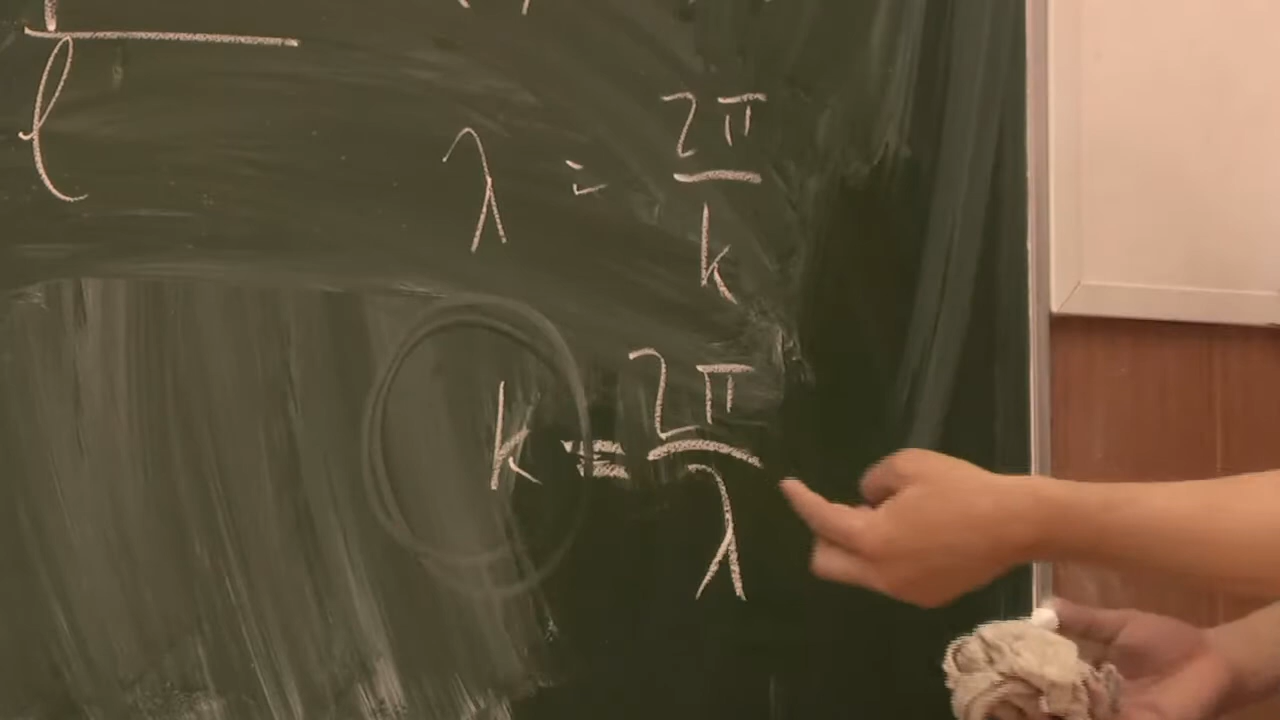 l
λ = 2π/k
k = 2π/λ